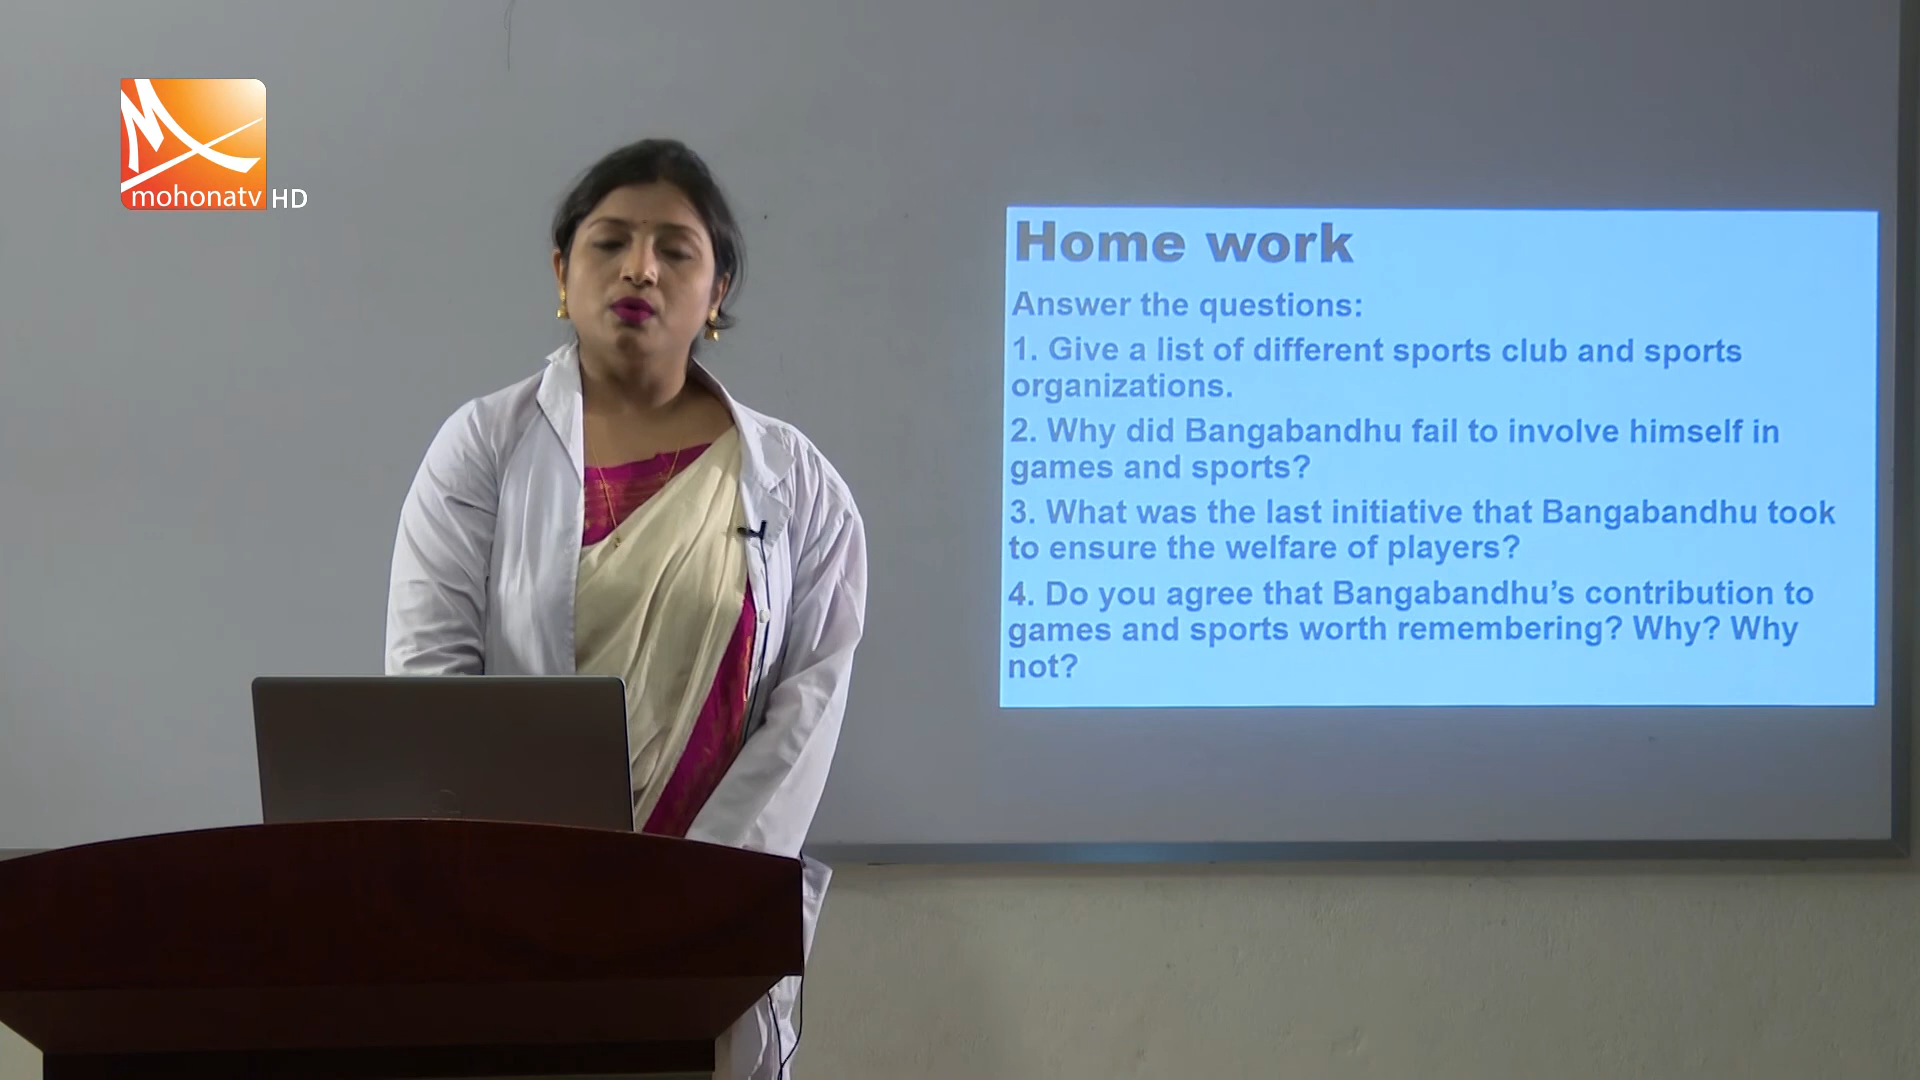 mohonatv HD
Home work
Answer the questions:
1. Give a list of different sports club and sports
organizations.
2. Why did Bangabandhu fail to involve himself in
games and sports?
3. What was the last initiative that Bangabandhu took
to ensure the welfare of players?
4. Do you agree that Bangabandhu’s contribution to
games and sports worth remembering? Why? Why
not?